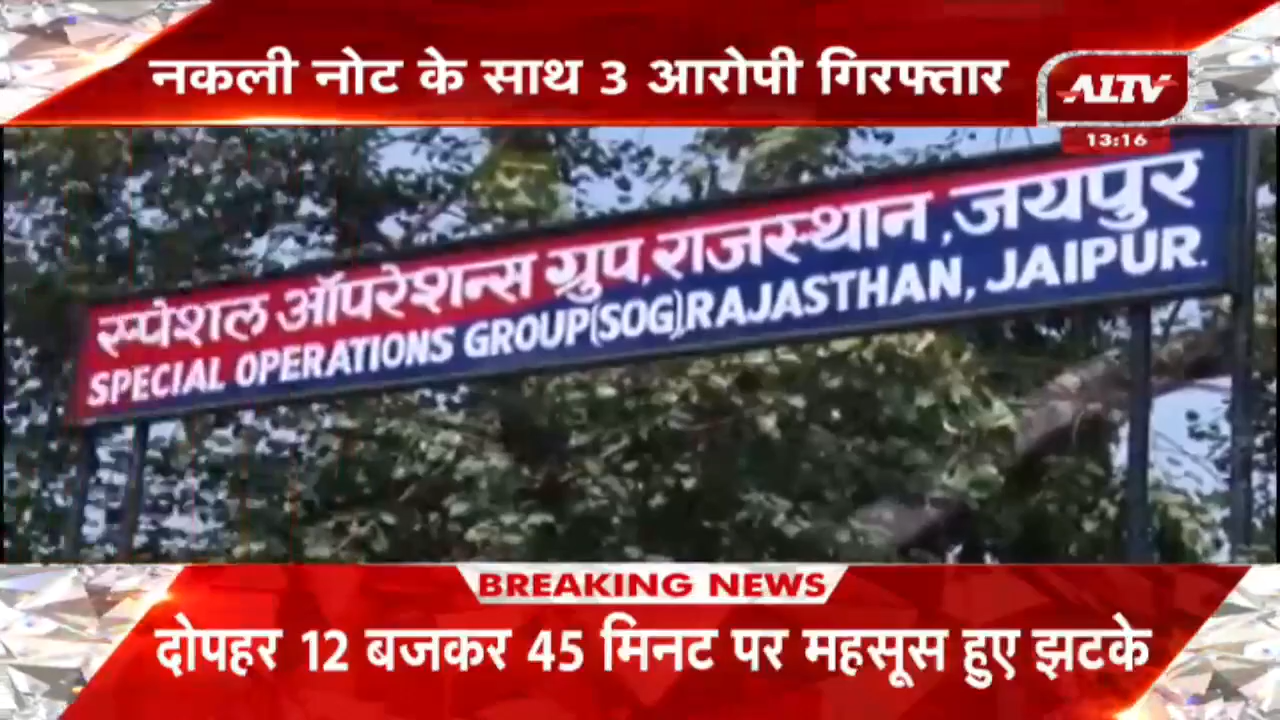 नकली नोट के साथ 3 आरोपी गिरफ्तार
ALTV
13:16
स्पेशल ऑपरेशन्स ग्रुप,राजस्थान ,जयपुर
SPECIAL OPERATIONS GROUP(SOG),RAJASTHAN, JAIPUR.
BREAKING NEWS
दोपहर 12 बजकर 45 मिनट पर महसूस हुए झटके